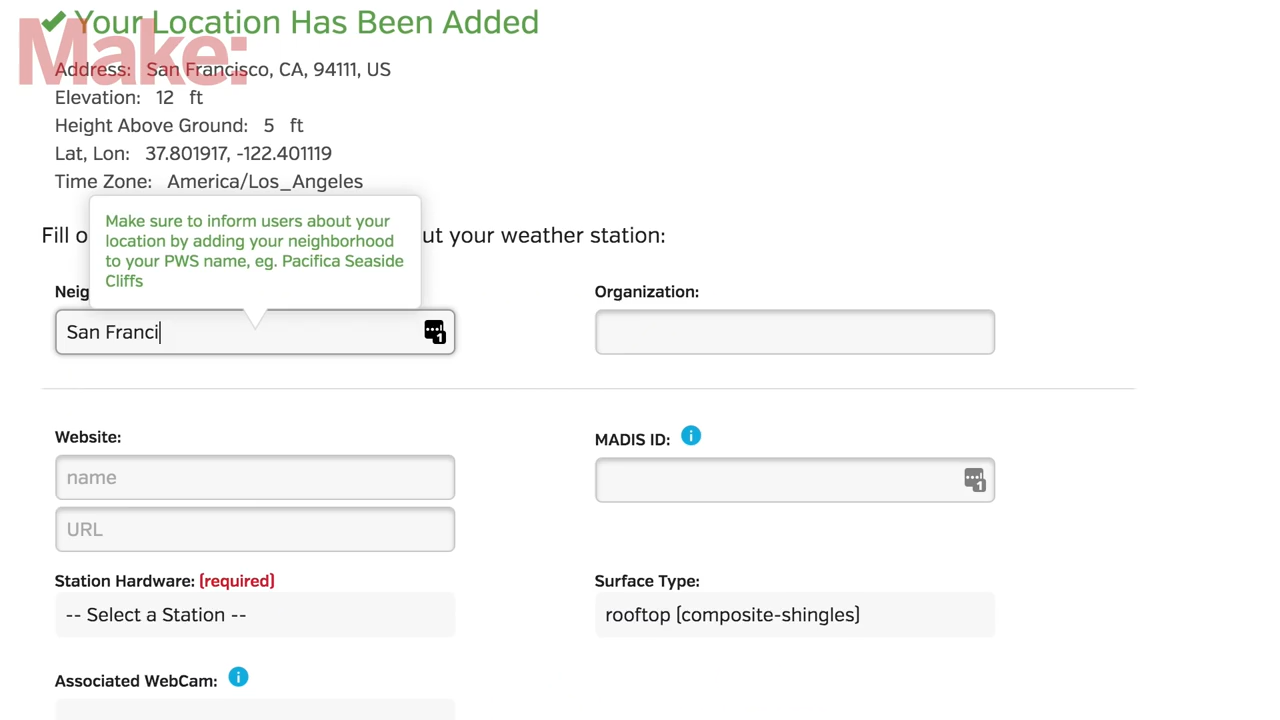 Your Location Has Been Added
Make:
Address: San Francisco, CA, 94111, US
Elevation: 12 ft
Height Above Ground: 5 ft
Lat, Lon: 37.801917, -122.401119
Time Zone: America/Los_Angeles
Make sure to inform users about your
location by adding your neighborhood
to your PWS name, eg. Pacifica Seaside
Cliffs
Fill o ut your weather station:
Neig
San Franci
Organization:
Website:
name
URL
MADIS ID:
Station Hardware: (required)
-- Select a Station --
Surface Type:
rooftop (composite-shingles)
Associated WebCam: